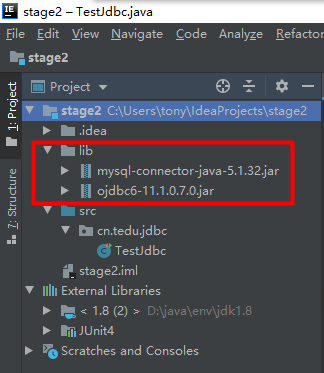 stage2 – TestJdbc.java
File Edit View Navigate Code Analyze Refactor
stage2
1: Project
Project
stage2 C:\Users\tony\IdeaProjects\stage2
.idea
lib
mysql-connector-java-5.1.32.jar
ojdbc6-11.1.0.7.0.jar
src
cn.tedu.jdbc
TestJdbc
stage2.iml
External Libraries
< 1.8 (2) > D:\java\env\jdk1.8
JUnit4
Scratches and Consoles
7: Structure